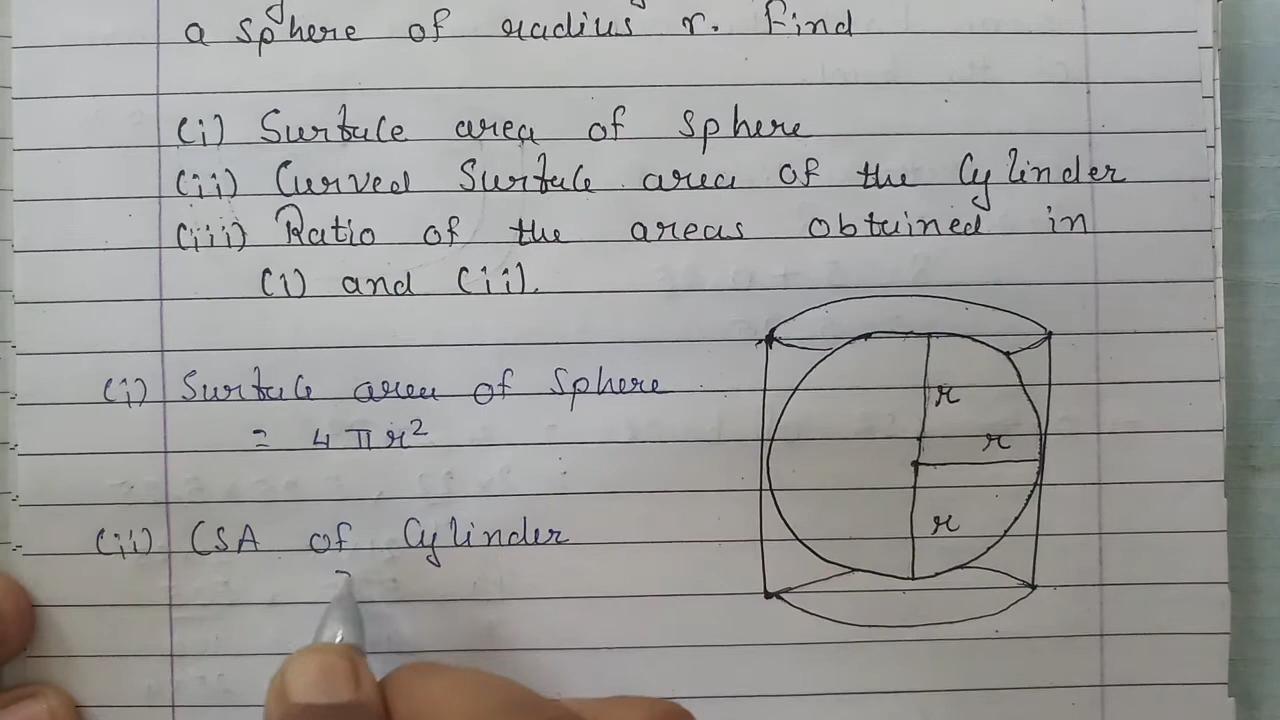 a sphere of radius r. Find
(i) Surface area of sphere
(ii) Curved Surface area of the Cylinder
(iii) Ratio of the areas obtained in
(i) and (ii).
(i) Surface area of Sphere
= 4πr²
(ii) CSA of Cylinder
=
r
r
r